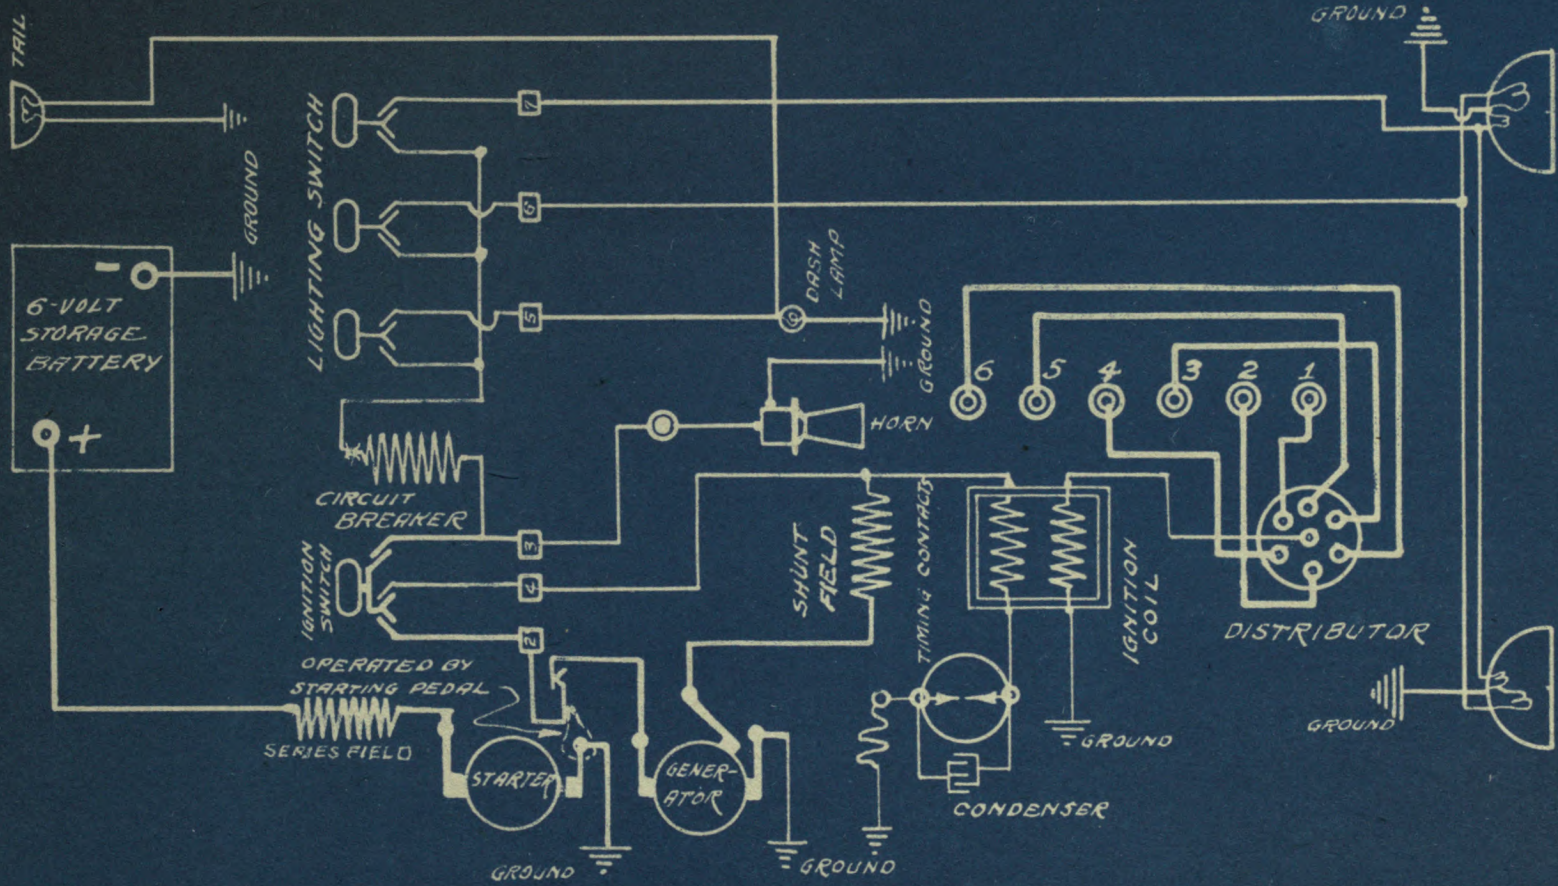 TAIL
GROUND
LIGHTING SWITCH
7
GROUND
6
-
6-VOLT
STORAGE
BATTERY
+
5
DASH
LAMP
GROUND
6 5 4 3 2 1
HORN
CIRCUIT
BREAKER
3
IGNITION
SWITCH
4
2
SHUNT
FIELD
TIMING CONTACTS
IGNITION
COIL
DISTRIBUTOR
OPERATED BY
STARTING PEDAL
SERIES FIELD
STARTER
GENER-
ATOR
GROUND
GROUND
CONDENSER
GROUND
GROUND